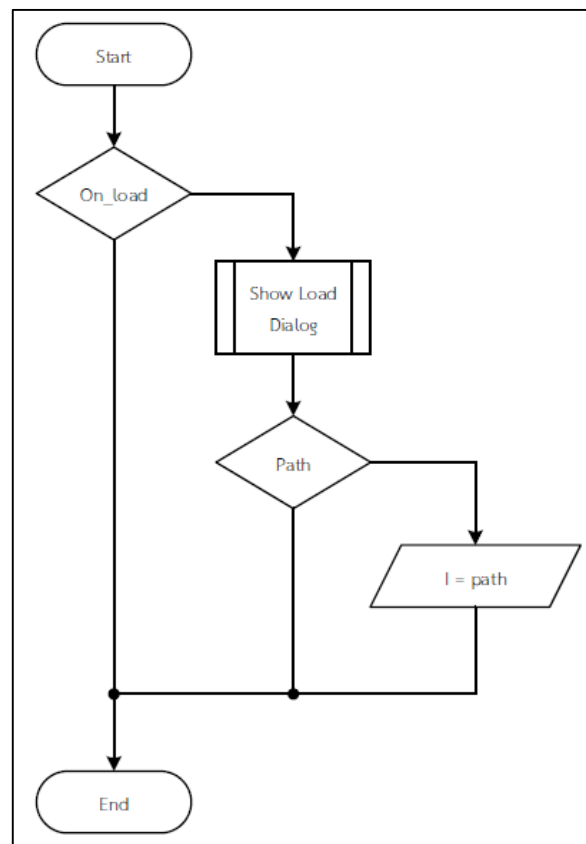 Start
On_load
Show Load
Dialog
Path
I = path
End